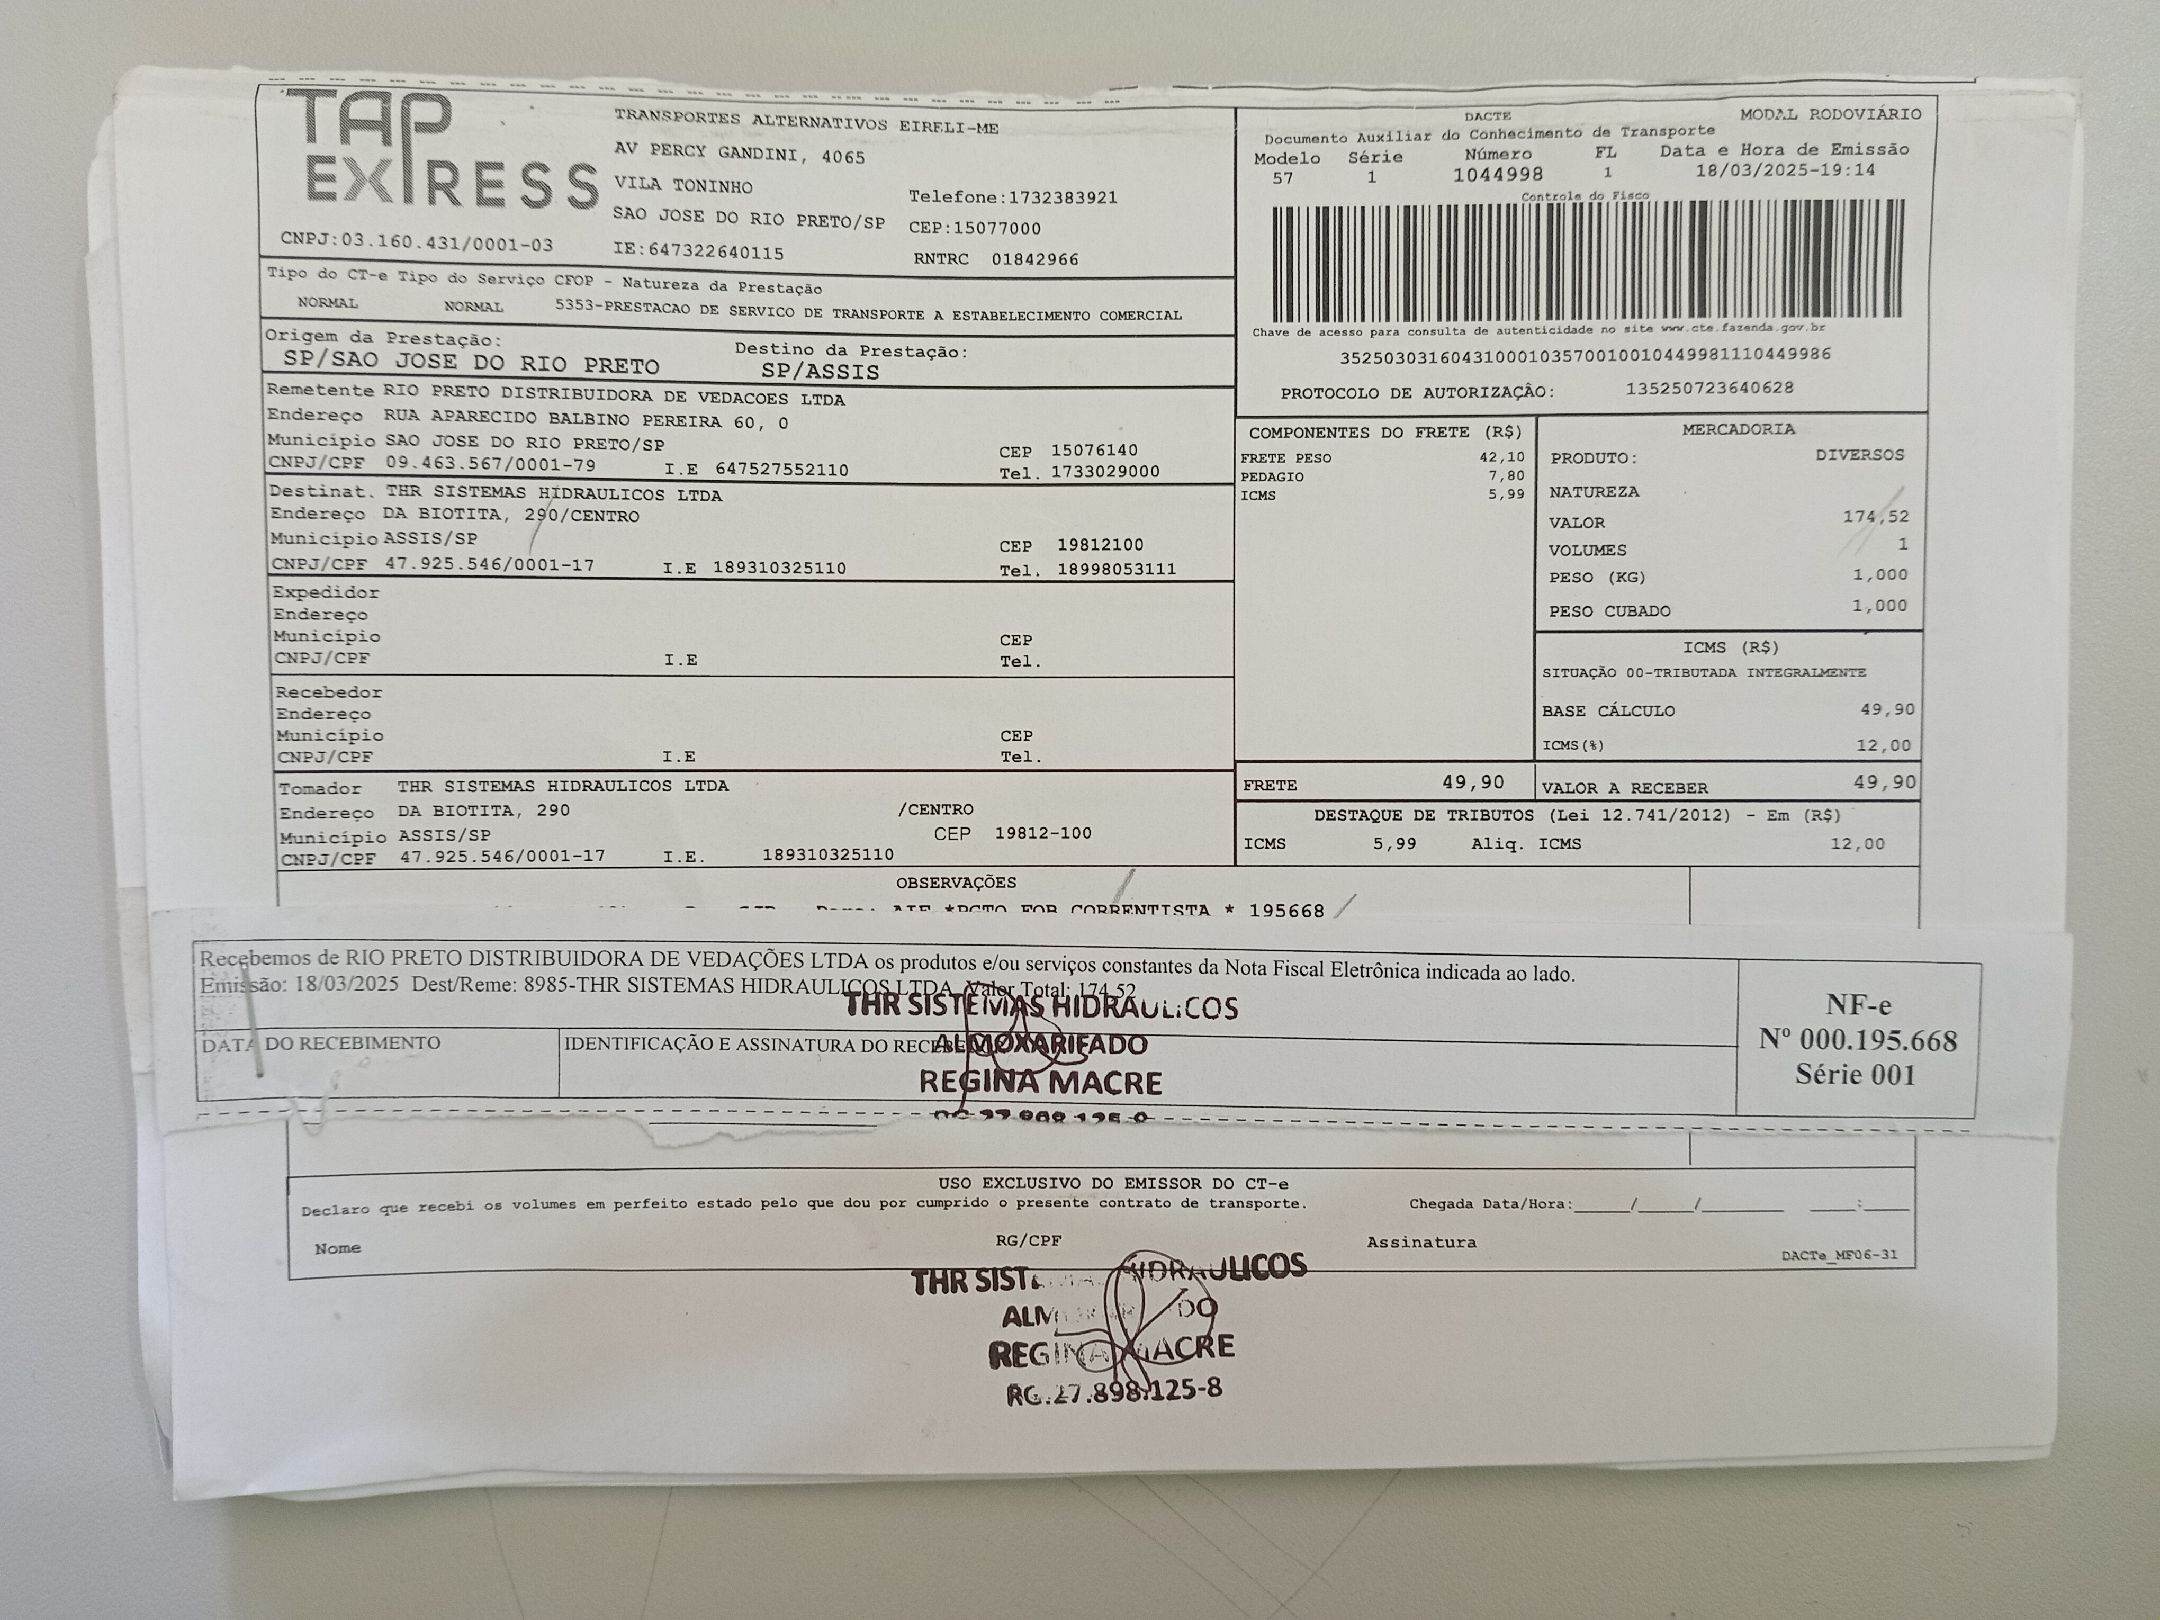 TAP
EXPRESS
CNPJ:03.160.431/0001-03
TRANSPORTES ALTERNATIVOS EIRELI-ME
AV PERCY GANDINI, 4065
VILA TONINHO
SAO JOSE DO RIO PRETO/SP
IE:647322640115
Telefone:1732383921
CEP:15077000
RNTRC 01842966
DACTE MODAL RODOVIÁRIO
Documento Auxiliar do Conhecimento de Transporte
Modelo Série Número FL Data e Hora de Emissão
57 1 1044998 1 18/03/2025-19:14
Controle do Fisco
Chave de acesso para consulta de autenticidade no site www.cte.fazenda.gov.br
35250303160431000103570010010449981110449986
PROTOCOLO DE AUTORIZAÇÂO: 135250723640628
Tipo do CT-e Tipo do Serviço CFOP - Natureza da Prestação
NORMAL NORMAL 5353-PRESTACAO DE SERVICO DE TRANSPORTE A ESTABELECIMENTO COMERCIAL
Origem da Prestação: Destino da Prestação:
SP/SAO JOSE DO RIO PRETO SP/ASSIS
Remetente RIO PRETO DISTRIBUIDORA DE VEDACOES LTDA
Endereço RUA APARECIDO BALBINO PEREIRA 60, 0
Município SAO JOSE DO RIO PRETO/SP CEP 15076140
CNPJ/CPF 09.463.567/0001-79 I.E 647527552110 Tel. 1733029000
Destinat. THR SISTEMAS HIDRAULICOS LTDA
Endereço DA BIOTITA, 290/CENTRO
Município ASSIS/SP CEP 19812100
CNPJ/CPF 47.925.546/0001-17 I.E 189310325110 Tel. 18998053111
Expedidor
Endereço
Município CEP
CNPJ/CPF I.E Tel.
Recebedor
Endereço
Município CEP
CNPJ/CPF I.E Tel.
Tomador THR SISTEMAS HIDRAULICOS LTDA
Endereço DA BIOTITA, 290 /CENTRO
Município ASSIS/SP CEP 19812-100
CNPJ/CPF 47.925.546/0001-17 I.E. 189310325110
COMPONENTES DO FRETE (R$)
FRETE PESO 42,10
PEDAGIO 7,80
ICMS 5,99
MERCADORIA
PRODUTO: DIVERSOS
NATUREZA
VALOR 174,52
VOLUMES 1
PESO (KG) 1,000
PESO CUBADO 1,000
ICMS (R$)
SITUAÇÃO 00-TRIBUTADA INTEGRALMENTE
BASE CÁLCULO 49,90
ICMS(%) 12,00
FRETE 49,90 VALOR A RECEBER 49,90
DESTAQUE DE TRIBUTOS (Lei 12.741/2012) - Em (R$)
ICMS 5,99 Aliq. ICMS 12,00
OBSERVAÇÕES
*PGTO FOB CORRENTISTA * 195668
Recebemos de RIO PRETO DISTRIBUIDORA DE VEDAÇÕES LTDA os produtos e/ou serviços constantes da Nota Fiscal Eletrônica indicada ao lado.
Emissão: 18/03/2025 Dest/Reme: 8985-THR SISTEMAS HIDRAULICOS LTDA Valor Total: 174,52
DATA DO RECEBIMENTO IDENTIFICAÇÃO E ASSINATURA DO
THR SISTEMAS HIDRAULICOS
ALMOXARIFADO
REGINA MACRE
NF-e
Nº 000.195.668
Série 001
USO EXCLUSIVO DO EMISSOR DO CT-e
Declaro que recebi os volumes em perfeito estado pelo que dou por cumprido o presente contrato de transporte. Chegada Data/Hora:_____/_____/_______ ____:____
Nome RG/CPF Assinatura
DACTe_MF06-31
THR HIDRAULICOS
REGINA MACRE
RG.27.898.125-8